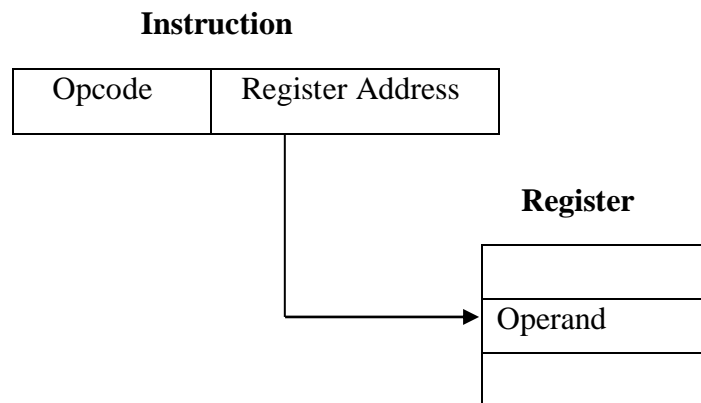 Instruction
Opcode Register Address
Register
Operand